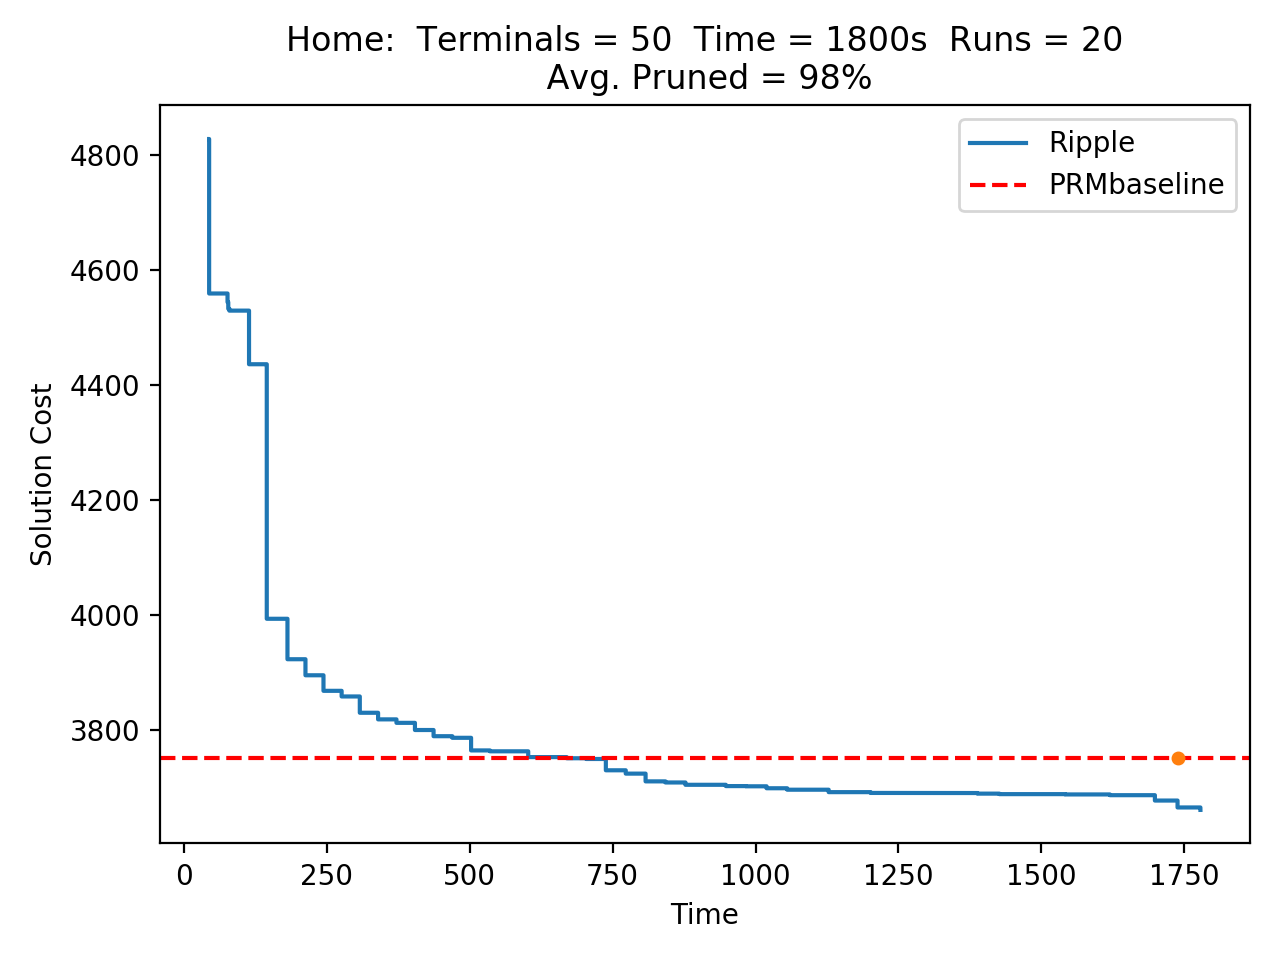 Home:  Terminals = 50  Time = 1800s  Runs = 20
Avg. Pruned = 98%
Ripple
PRMbaseline
Solution Cost
4800
4600
4400
4200
4000
3800
0 250 500 750 1000 1250 1500 1750
Time